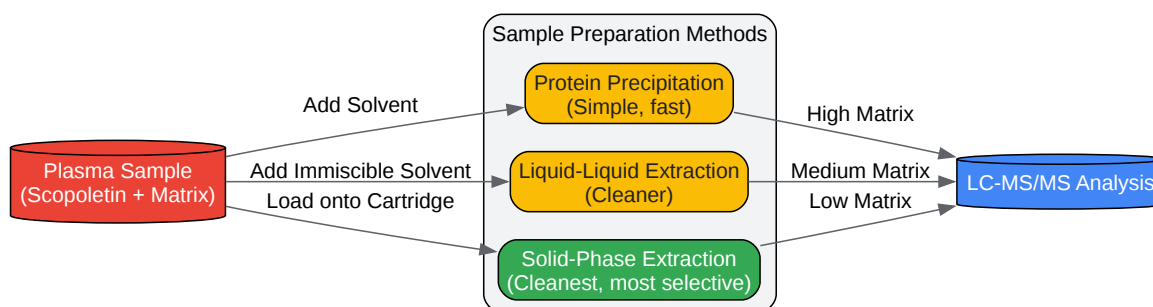 Sample Preparation Methods
Protein Precipitation
(Simple, fast)
Add Solvent
High Matrix
Plasma Sample
(Scopoletin + Matrix)
Add Immiscible Solvent
Liquid-Liquid Extraction
(Cleaner)
Medium Matrix
LC-MS/MS Analysis
Load onto Cartridge
Low Matrix
Solid-Phase Extraction
(Cleanest, most selective)